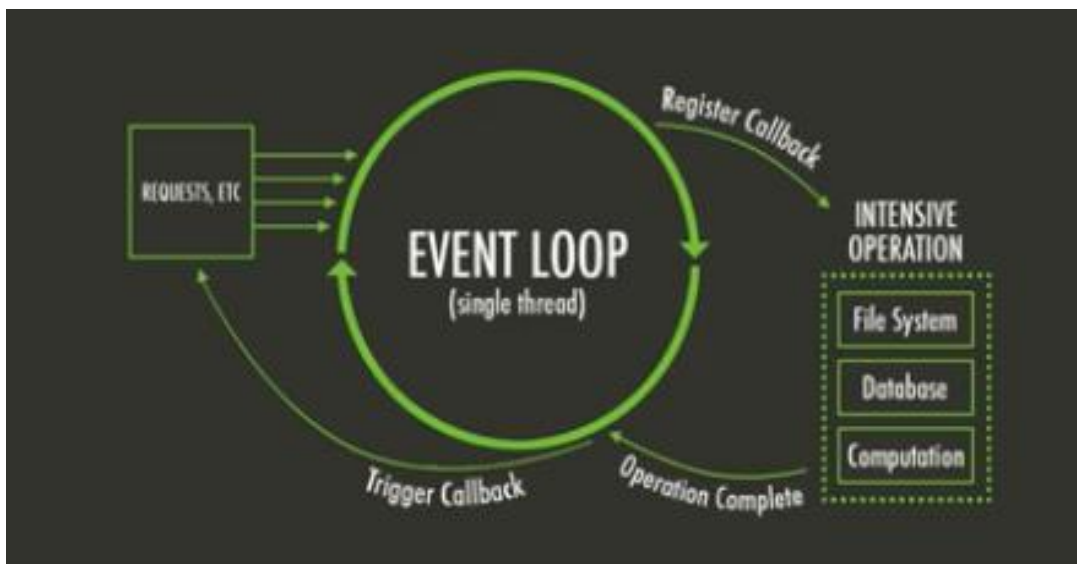 REQUESTS, ETC
EVENT LOOP
(single thread)
Register Callback
INTENSIVE
OPERATION
File System
Database
Computation
Operation Complete
Trigger Callback